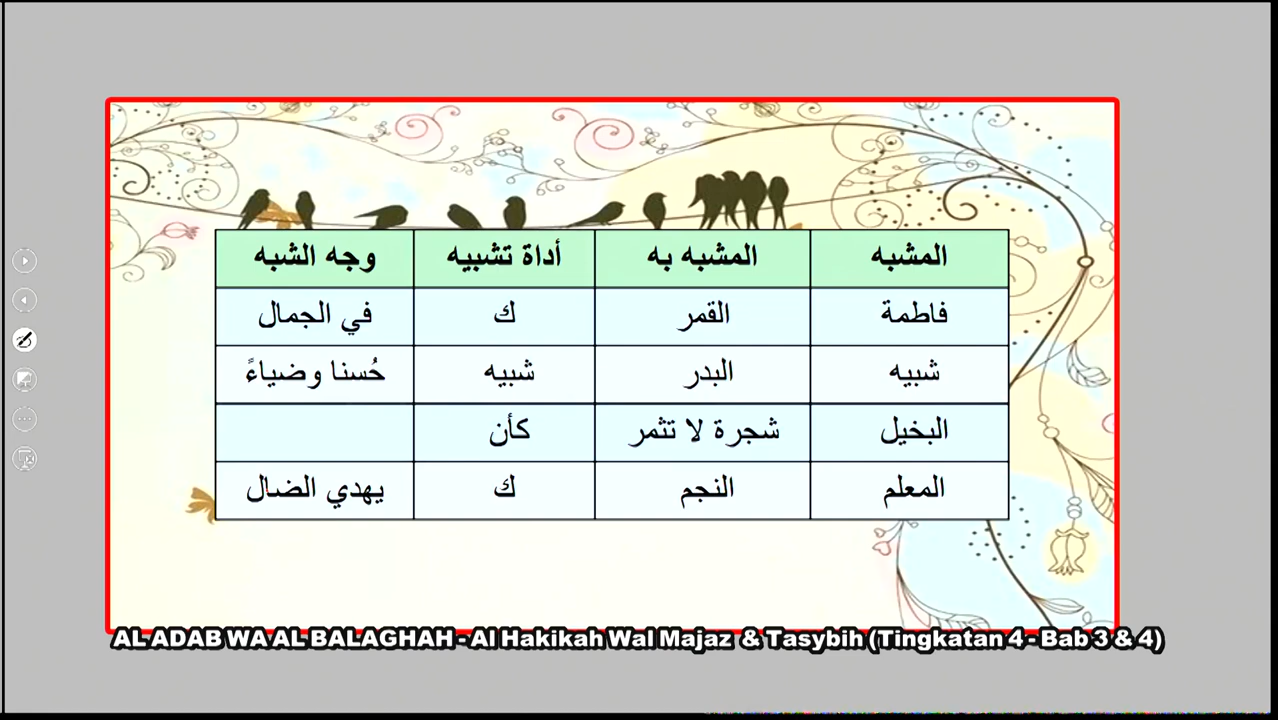 المشبه المشبه به أداة تشبيه وجه الشبه
فاطمة القمر ك في الجمال
شبيه البدر شبيه حُسنا وضياءً
البخيل شجرة لا تثمر كأن
المعلم النجم ك يهدي الضال
AL ADAB WA AL BALAGHAH - Al Hakikah Wal Majaz & Tasybih (Tingkatan 4 - Bab 3 & 4)